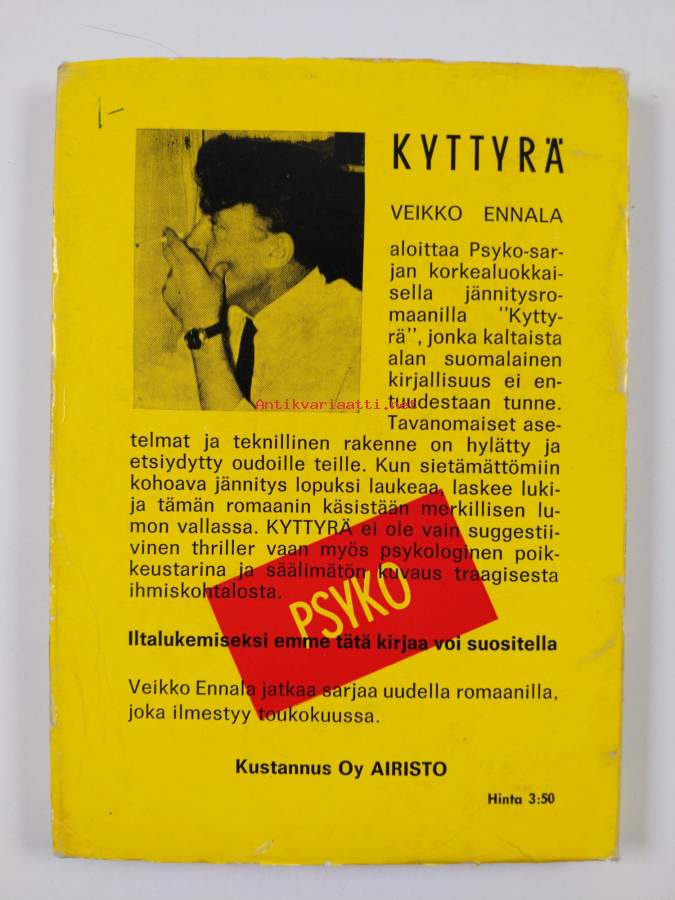 1-
KYTTYRÄ
VEIKKO ENNALA
aloittaa Psyko-sar-
jan korkealuokkai-
sella jännitysro-
maanilla "Kytty-
rä", jonka kaltaista
alan suomalainen
kirjallisuus ei en-
tuudestaan tunne.
Antikvariaatti.net
Tavanomaiset ase-
telmat ja teknillinen rakenne on hylätty ja
etsiydytty oudoille teille. Kun sietämättömiin
kohoava jännitys lopuksi laukeaa, laskee luki-
ja tämän romaanin käsistään merkillisen lu-
mon vallassa. KYTTYRÄ ei ole vain suggestii-
vinen thriller vaan myös psykologinen poik-
keustarina ja säälimätön kuvaus traagisesta
ihmiskohtalosta.
PSYKO
Iltalukemiseksi emme tätä kirjaa voi suositella
Veikko Ennala jatkaa sarjaa uudella romaanilla,
joka ilmestyy toukokuussa.
Kustannus Oy AIRISTO
Hinta 3:50